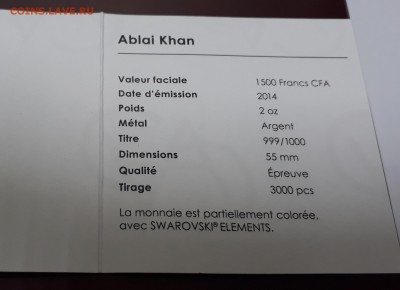 COINS.LAVE.RU
Ablai Khan
Valeur faciale 1500 Francs CFA
Date d'émission 2014
Poids 2 oz
Métal Argent
Titre 999/1000
Dimensions 55 mm
Qualité Épreuve
Tirage 3000 pcs
La monnaie est partiellement colorée,
avec SWAROVSKI® ELEMENTS.